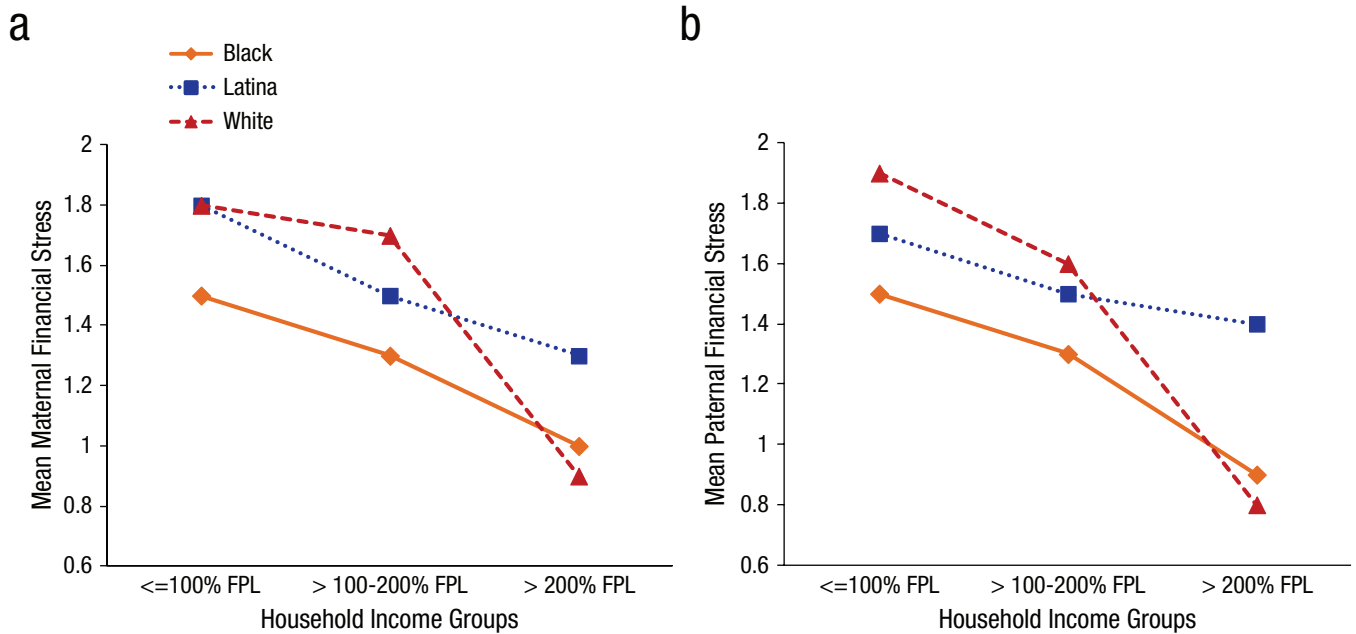 a
Black
Latina
White
Mean Maternal Financial Stress
2
1.8
1.6
1.4
1.2
1
0.8
0.6
<=100% FPL
> 100-200% FPL
> 200% FPL
Household Income Groups
b
Mean Paternal Financial Stress
2
1.8
1.6
1.4
1.2
1
0.8
0.6
<=100% FPL
> 100-200% FPL
> 200% FPL
Household Income Groups